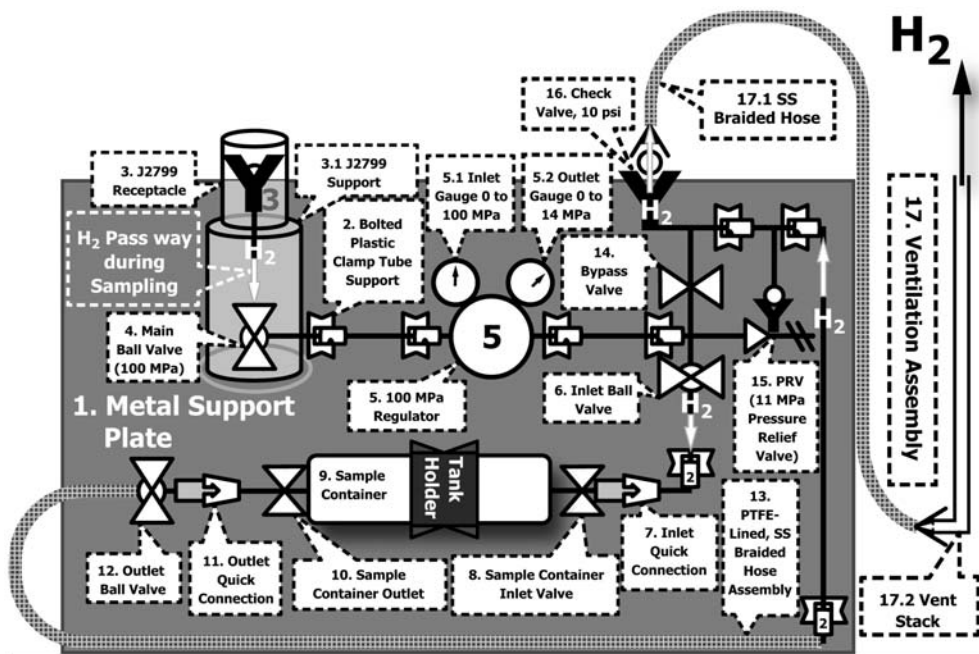 H2
16. Check
Valve, 10 psi
17.1 SS
Braided Hose
3. J2799
Receptacle
3
3.1 J2799
Support
5.1 Inlet
Gauge 0 to
100 MPa
5.2 Outlet
Gauge 0 to
14 MPa
H2
H2 Pass way
during
Sampling
H2
2. Bolted
Plastic
Clamp Tube
Support
14.
Bypass
Valve
17. Ventilation Assembly
4. Main
Ball Valve
(100 MPa)
5
H2
1. Metal Support
Plate
5. 100 MPa
Regulator
6. Inlet Ball
Valve
H2
15. PRV
(11 MPa
Pressure
Relief
Valve)
9. Sample
Container
Tank
Holder
2
13.
PTFE-
Lined, SS
Braided
Hose
Assembly
12. Outlet
Ball Valve
11. Outlet
Quick
Connection
10. Sample
Container Outlet
8. Sample Container
Inlet Valve
7. Inlet
Quick
Connection
2
17.2 Vent
Stack